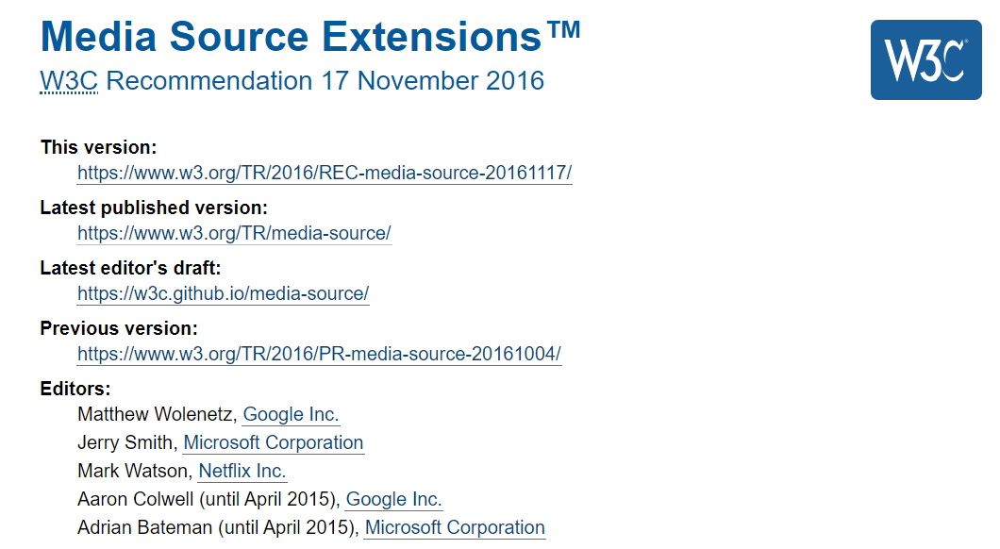 Media Source Extensions™
W3C Recommendation 17 November 2016
W3C®
This version:
https://www.w3.org/TR/2016/REC-media-source-20161117/
Latest published version:
https://www.w3.org/TR/media-source/
Latest editor's draft:
https://w3c.github.io/media-source/
Previous version:
https://www.w3.org/TR/2016/PR-media-source-20161004/
Editors:
Matthew Wolenetz, Google Inc.
Jerry Smith, Microsoft Corporation
Mark Watson, Netflix Inc.
Aaron Colwell (until April 2015), Google Inc.
Adrian Bateman (until April 2015), Microsoft Corporation